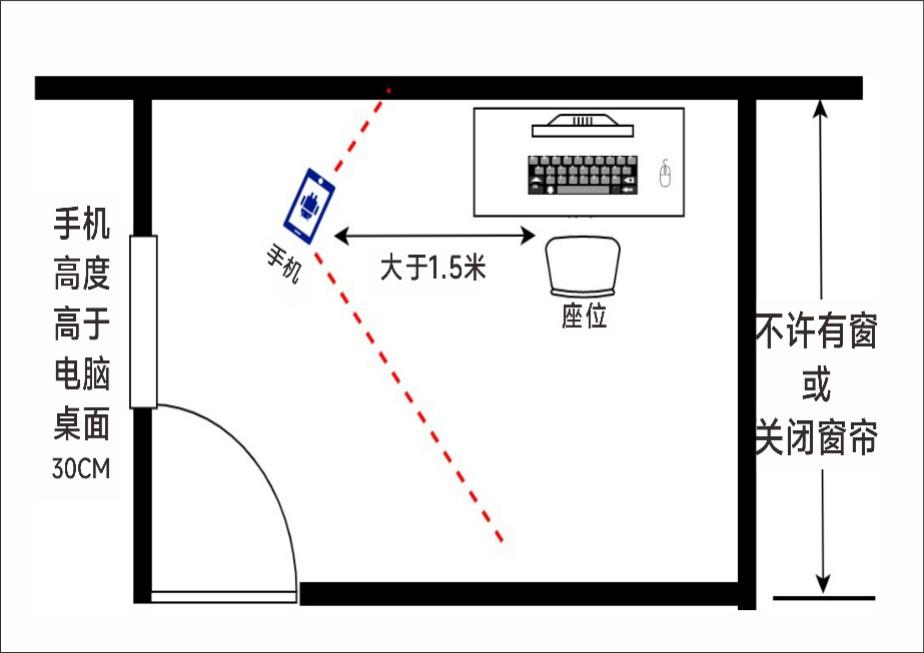 手机
高度
高于
电脑
桌面
30CM
手机
大于1.5米
座位
不许有窗
或
关闭窗帘